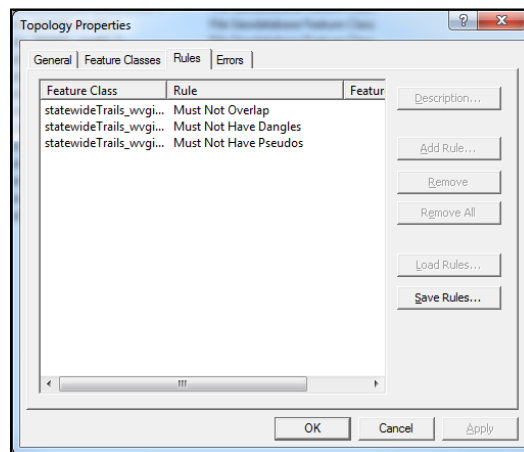 Topology Properties
General Feature Classes Rules Errors
Feature Class Rule Featur
statewideTrails_wvgi... Must Not Overlap
statewideTrails_wvgi... Must Not Have Dangles
statewideTrails_wvgi... Must Not Have Pseudos
Description...
Add Rule...
Remove
Remove All
Load Rules...
Save Rules...
OK Cancel Apply